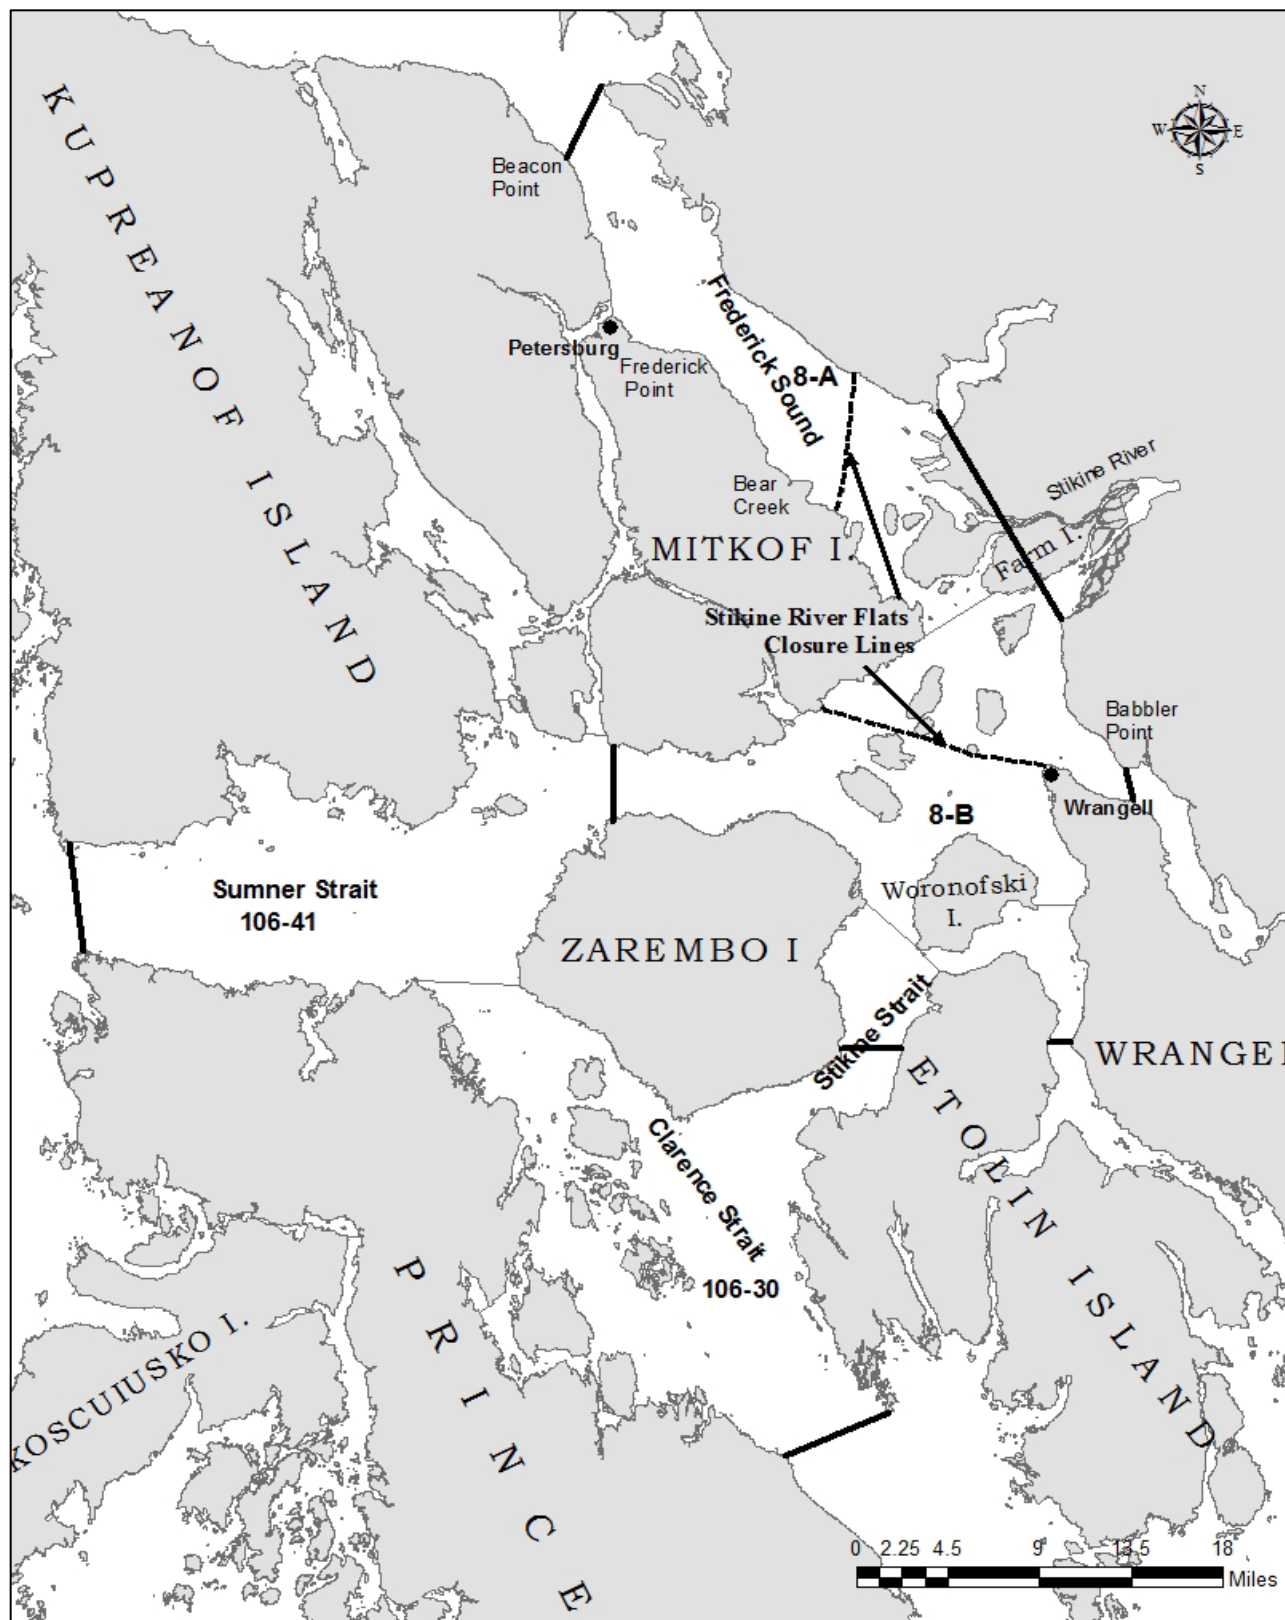 N
W E
S
KUPREANOF ISLAND
Beacon
Point
Frederick Sound
8-A
Petersburg
Frederick
Point
Bear
Creek
Stikine River
Farm I.
MITKOF I.
Stikine River Flats
Closure Lines
Babbler
Point
Wrangell
8-B
Sumner Strait
106-41
Woronofski
I.
ZAREMBO I
Stikine Strait
WRANGEL
ETOLIN ISLAND
Clarence Strait
106-30
PRINCE
KOSCUIUSKO I.
0 2.25 4.5 9 13.5 18
Miles